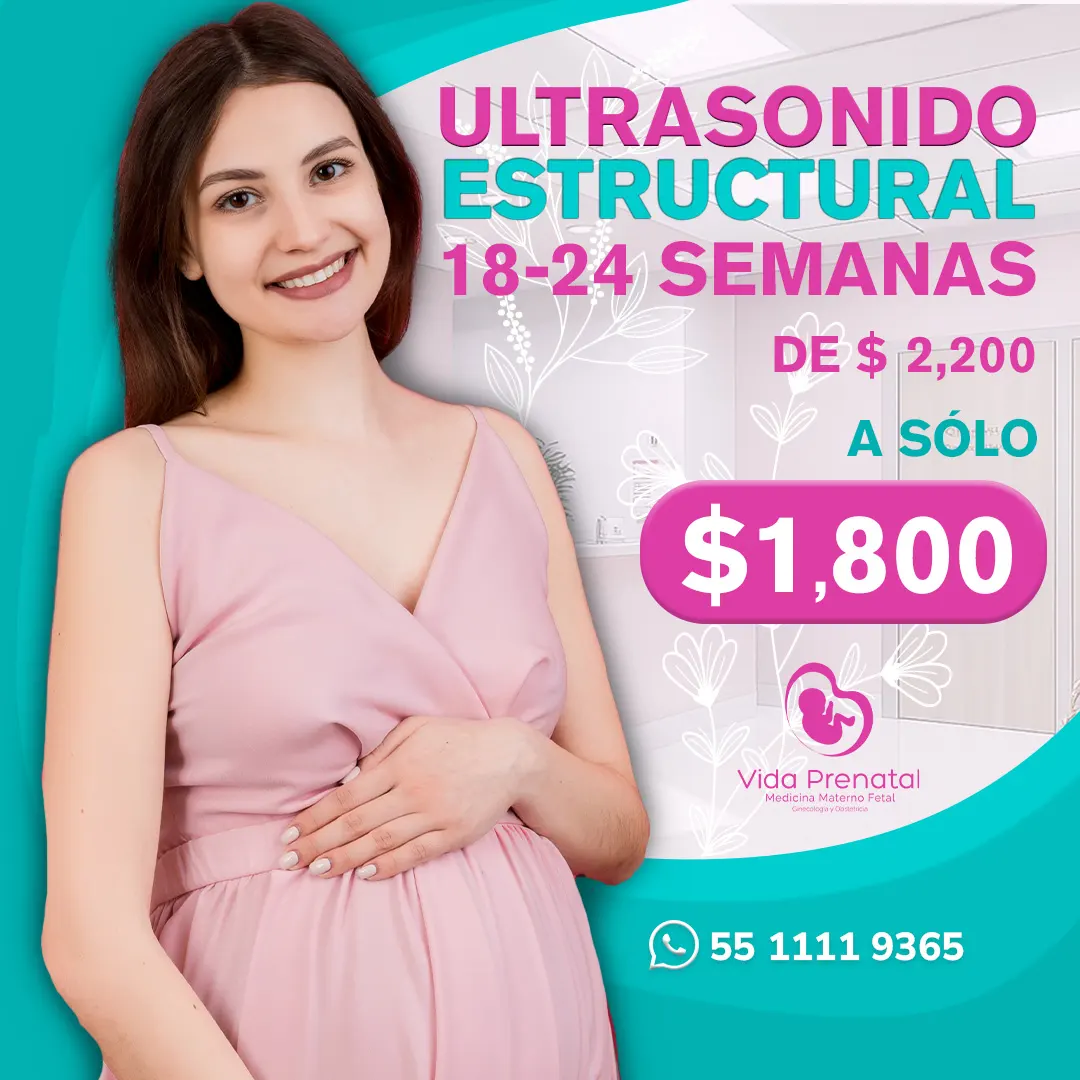 ULTRASONIDO
ESTRUCTURAL
18-24 SEMANAS
DE $ 2,200
A SÓLO
$1,800
Vida Prenatal
Medicina Materno Fetal
Ginecología y Obstetricia
55 1111 9365